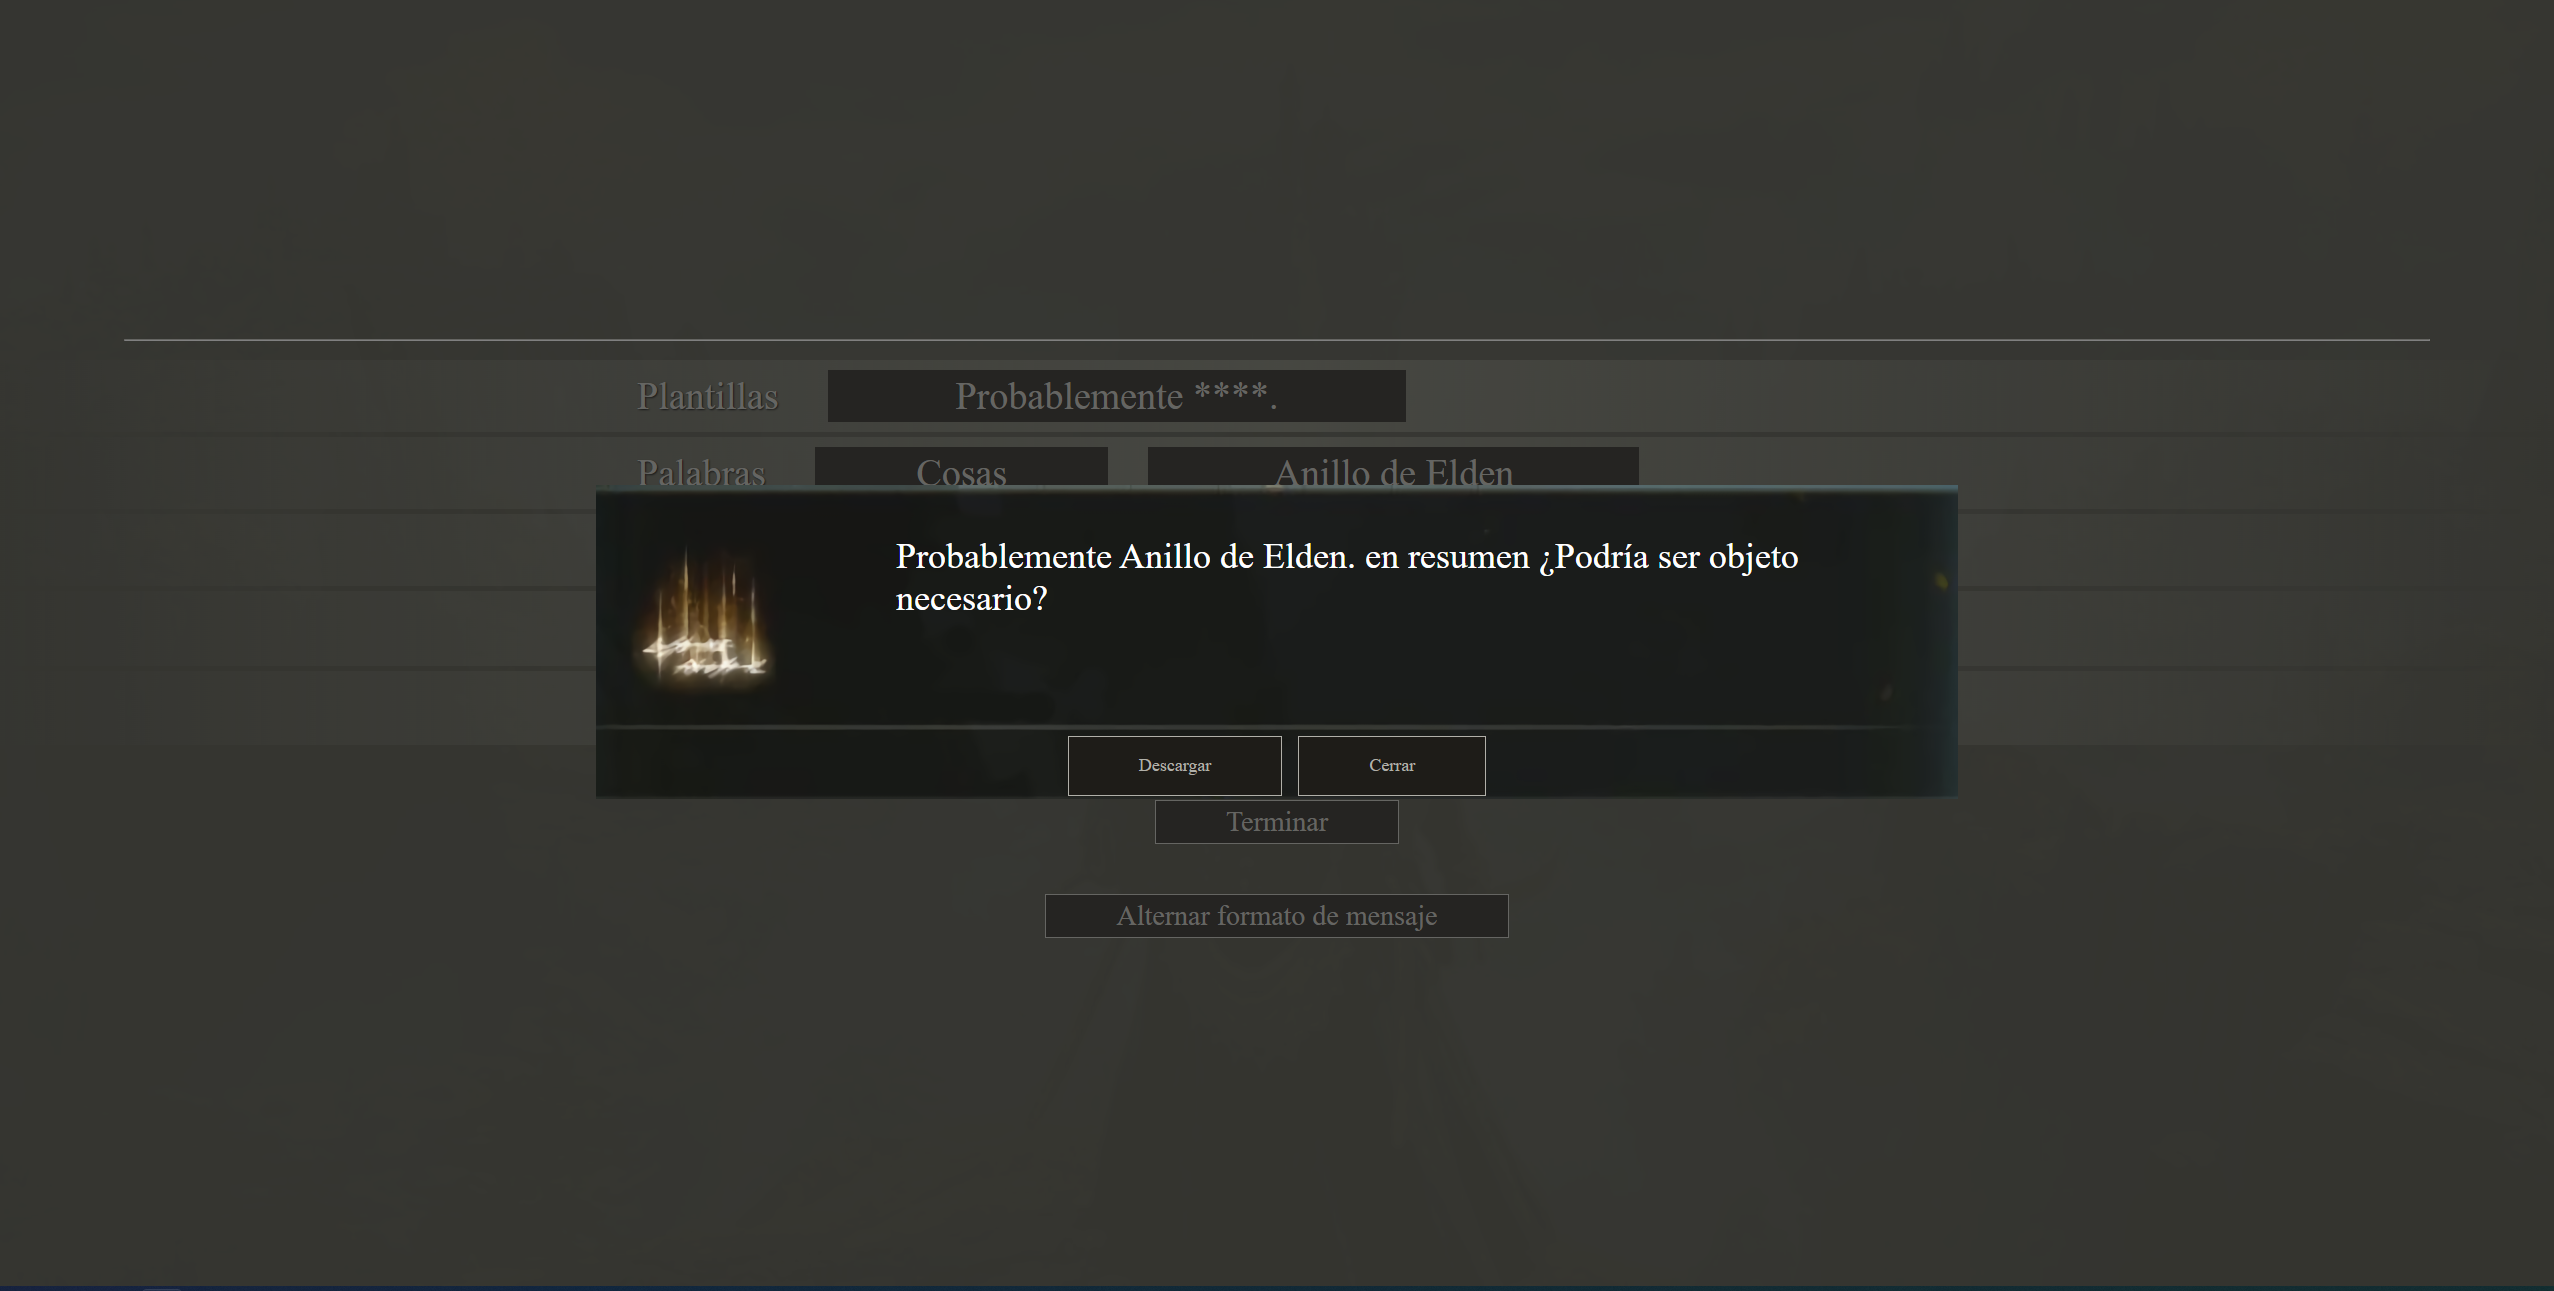 Plantillas Probablemente ****.
Palabras Cosas Anillo de Elden
Probablemente Anillo de Elden. en resumen ¿Podría ser objeto
necesario?
Descargar Cerrar
Terminar
Alternar formato de mensaje